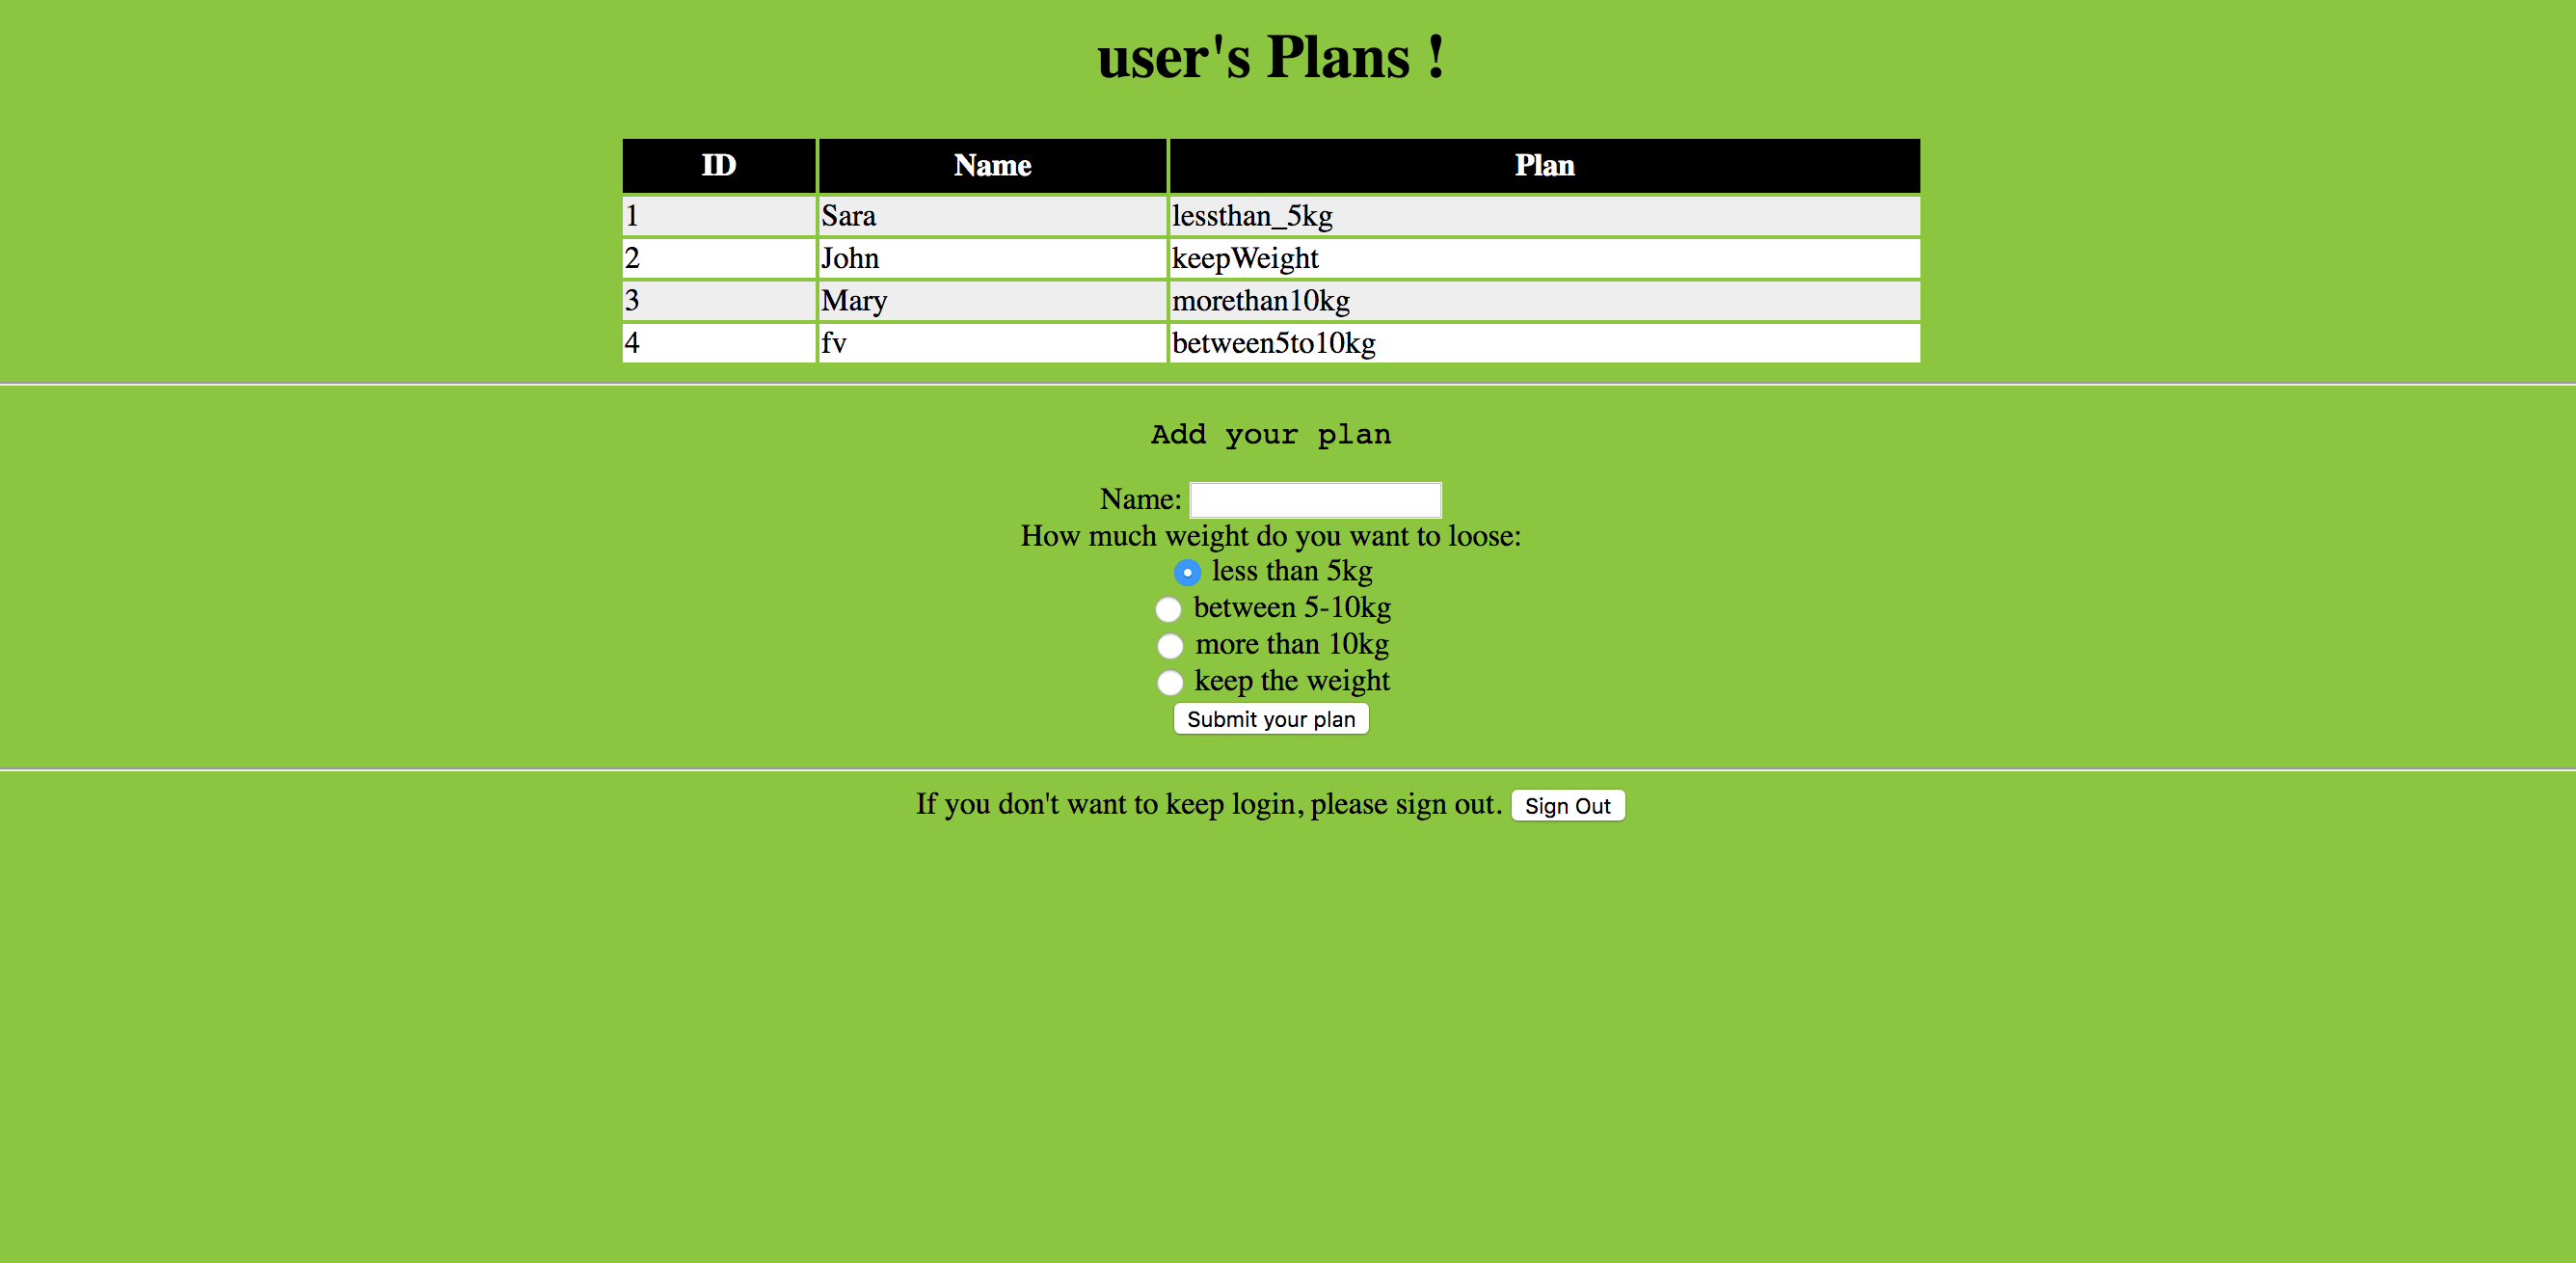 user's Plans !
ID Name Plan
1 Sara lessthan_5kg
2 John keepWeight
3 Mary morethan10kg
4 fv between5to10kg
Add your plan
Name:
How much weight do you want to loose:
less than 5kg
between 5-10kg
more than 10kg
keep the weight
Submit your plan
If you don't want to keep login, please sign out. Sign Out